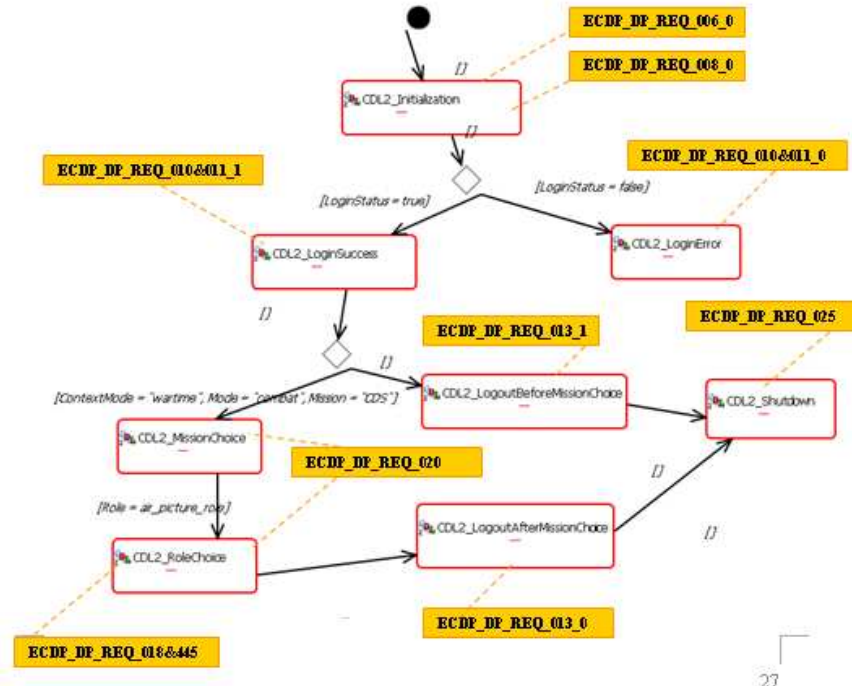 ECDP_DP_REQ_006_0
[]
ECDP_DP_REQ_008_0
CDL2_Initialization
[]
ECDP_DP_REQ_010&011_1
ECDP_DP_REQ_010&011_0
[LoginStatus = true]
[LoginStatus = false]
CDL2_LoginSuccess
CDL2_LoginError
[]
ECDP_DP_REQ_013_1
ECDP_DP_REQ_025
[]
[ContextMode = "wartime", Mode = "combat", Mission = "CDS"]
CDL2_LogoutBeforeMissionChoice
CDL2_Shutdown
CDL2_MissionChoice
ECDP_DP_REQ_020
[]
[Role = air_picture_role]
CDL2_LogoutAfterMissionChoice
[]
CDL2_RoleChoice
ECDP_DP_REQ_013_0
ECDP_DP_REQ_018&445
27